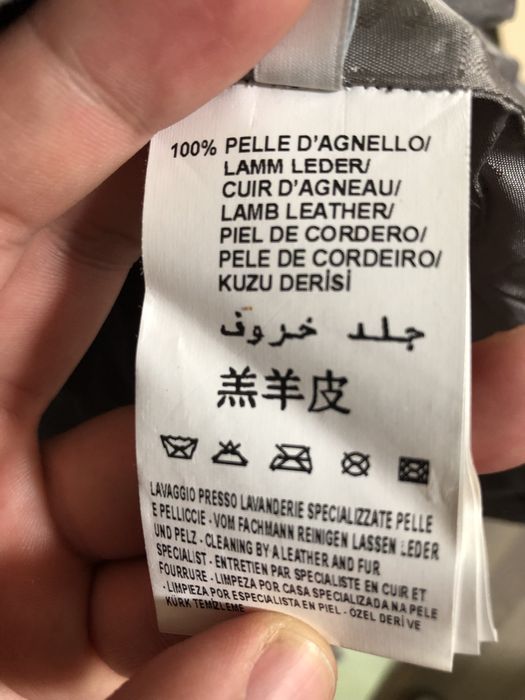 100% PELLE D'AGNELLO/
LAMM LEDER/
CUIR D'AGNEAU/
LAMB LEATHER/
PIEL DE CORDERO/
PELE DE CORDEIRO/
KUZU DERİSİ
جلد خروف
羔羊皮
LAVAGGIO PRESSO LAVANDERIE SPECIALIZZATE PELLE
E PELLICCIE - VOM FACHMANN REINIGEN LASSEN LEDER
UND PELZ - CLEANING BY A LEATHER AND FUR
SPECIALIST - ENTRETIEN PAR SPECIALISTE EN CUIR ET
FOURRURE - LIMPEZA POR CASA SPECIALIZADA NA PELE
- LIMPIEZA POR ESPECIALISTA EN PIEL - OZEL DERI VE
KURK TEMIZLEME